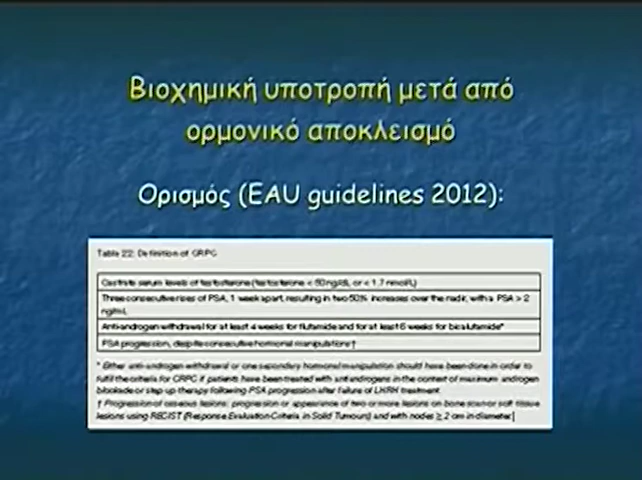 Βιοχημική υποτροπή μετά από
ορμονικό αποκλεισμό
Ορισμός (EAU guidelines 2012):
Table 22: Definition of CRPC
Castrate serum levels of testosterone (testosterone < 50 ng/dL or < 1.7 nmol/L)
Three consecutive rises of PSA, 1 week apart, resulting in two 50% increases over the nadir, with a PSA > 2
ng/mL
Anti-androgen withdrawal for at least 4 weeks for flutamide and for at least 6 weeks for bicalutamide*
PSA progression, despite consecutive hormonal manipulations†
* Either anti-androgen withdrawal or one secondary hormonal manipulation should have been done in order to
fulfil the criteria for CRPC if patients have been treated with anti-androgens in the context of maximum androgen
blockade or step up therapy following PSA progression after failure of LHRH treatment.
† Progression of osseous lesions: progression or appearance of two or more lesions on bone scan or soft tissue
lesions using RECIST (Response Evaluation Criteria in Solid Tumours) and with nodes ≥ 2 cm in diameter]